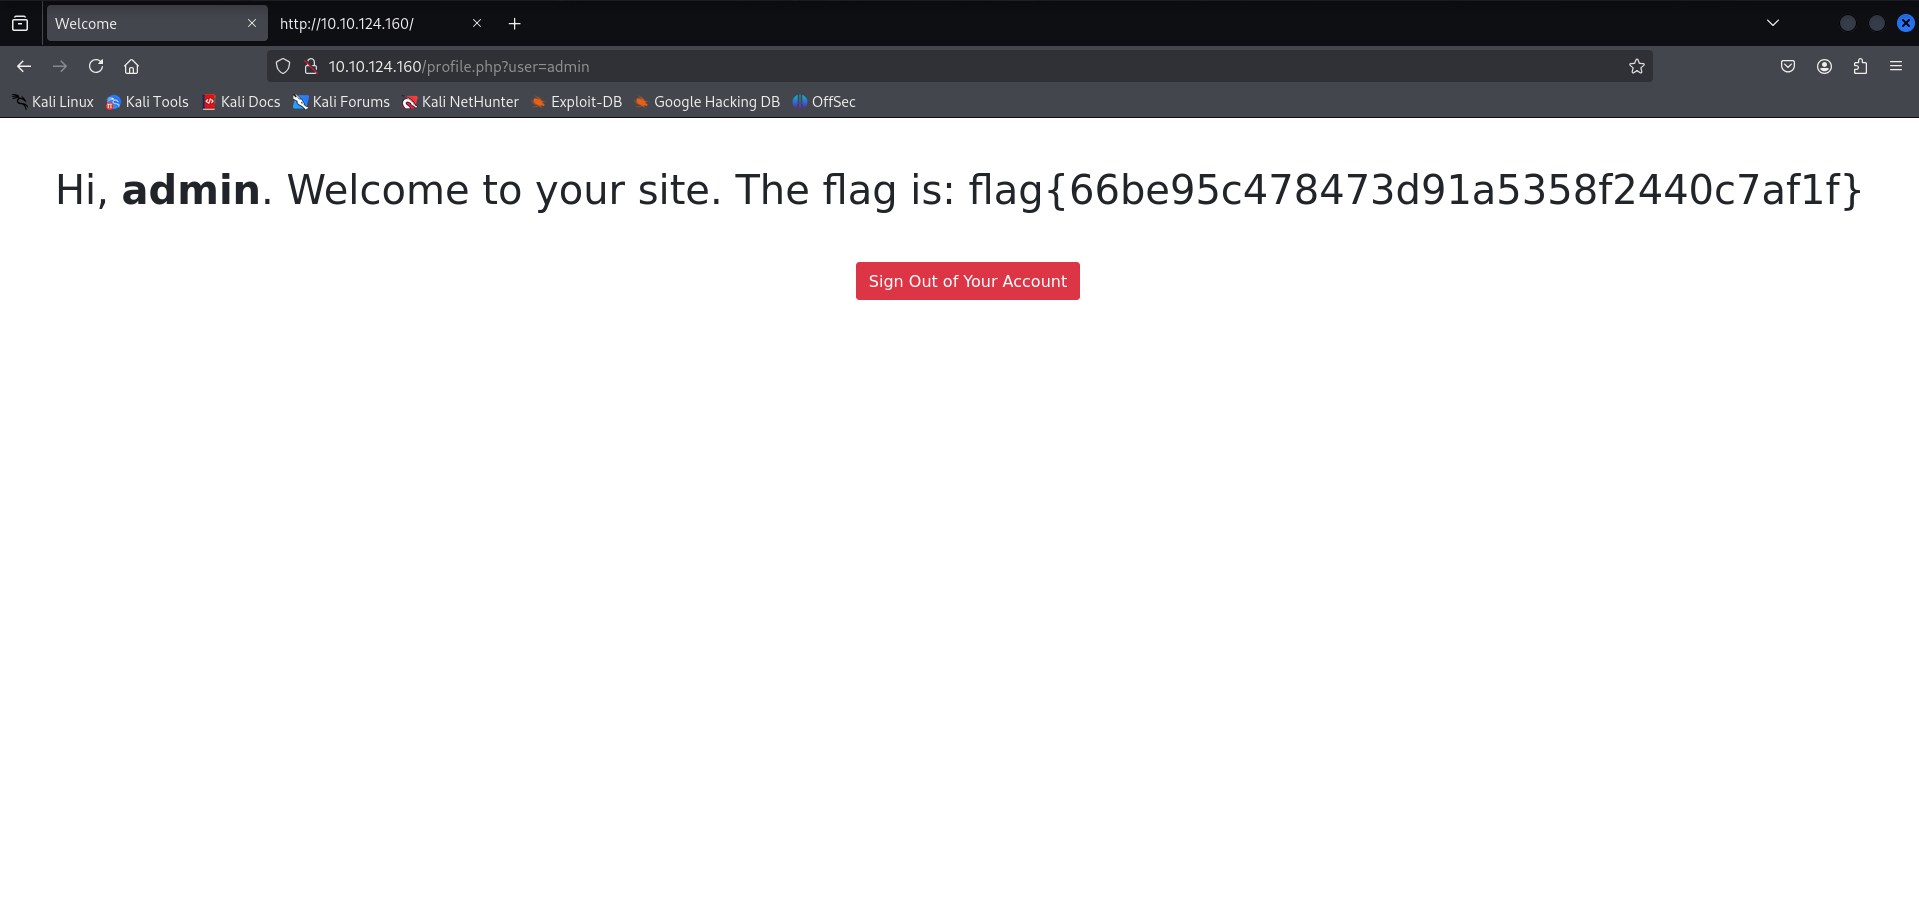 Welcome
http://10.10.124.160/
10.10.124.160/profile.php?user=admin
Kali Linux Kali Tools Kali Docs Kali Forums Kali NetHunter Exploit-DB Google Hacking DB OffSec
Hi, admin. Welcome to your site. The flag is: flag{66be95c478473d91a5358f2440c7af1f}
Sign Out of Your Account